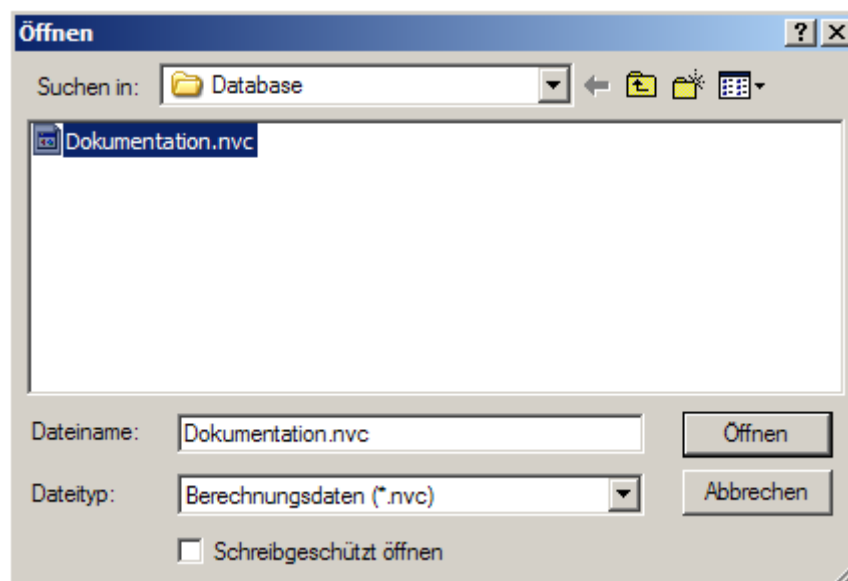 Öffnen
Suchen in: Database
Dokumentation.nvc
Dateiname: Dokumentation.nvc Öffnen
Dateityp: Berechnungsdaten (*.nvc) Abbrechen
Schreibgeschützt öffnen